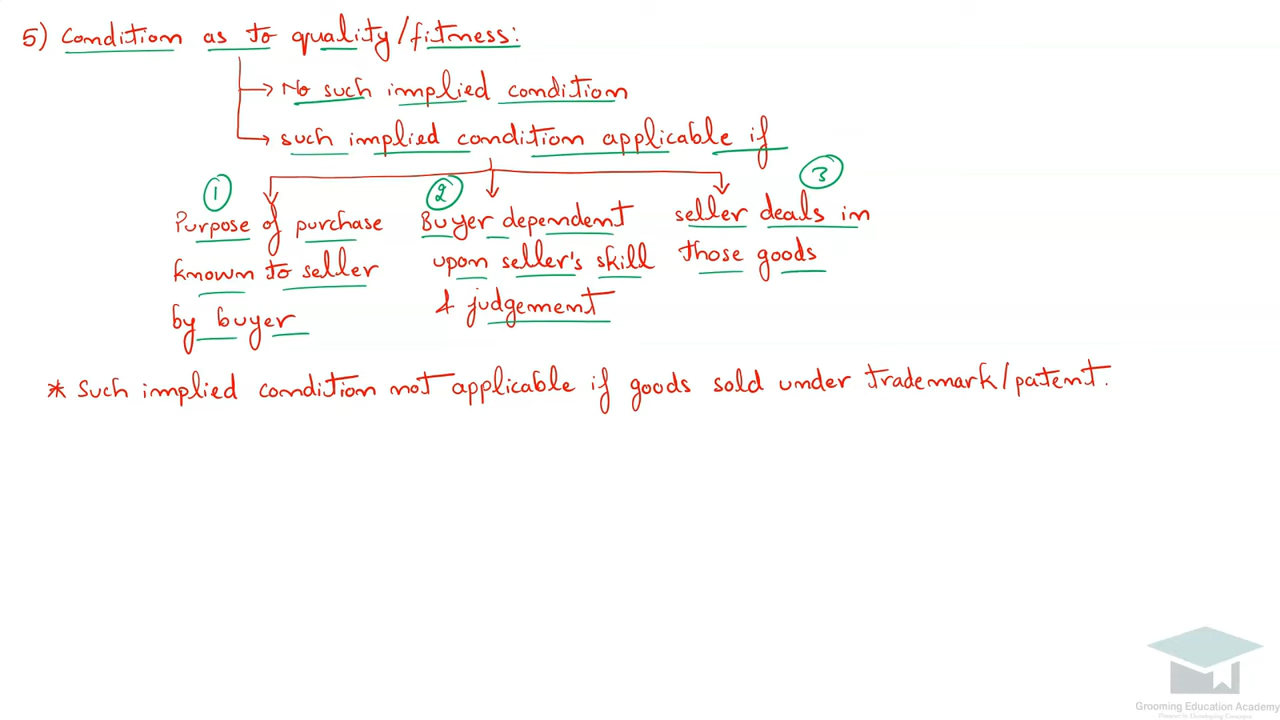 5) Condition as to quality/fitness:
No such implied condition
such implied condition applicable if
1
2
3
Purpose of purchase
known to seller
by buyer
Buyer dependent
upon seller's skill
& judgement
seller deals in
those goods
* Such implied condition not applicable if goods sold under trademark/patent.
Grooming Education Academy